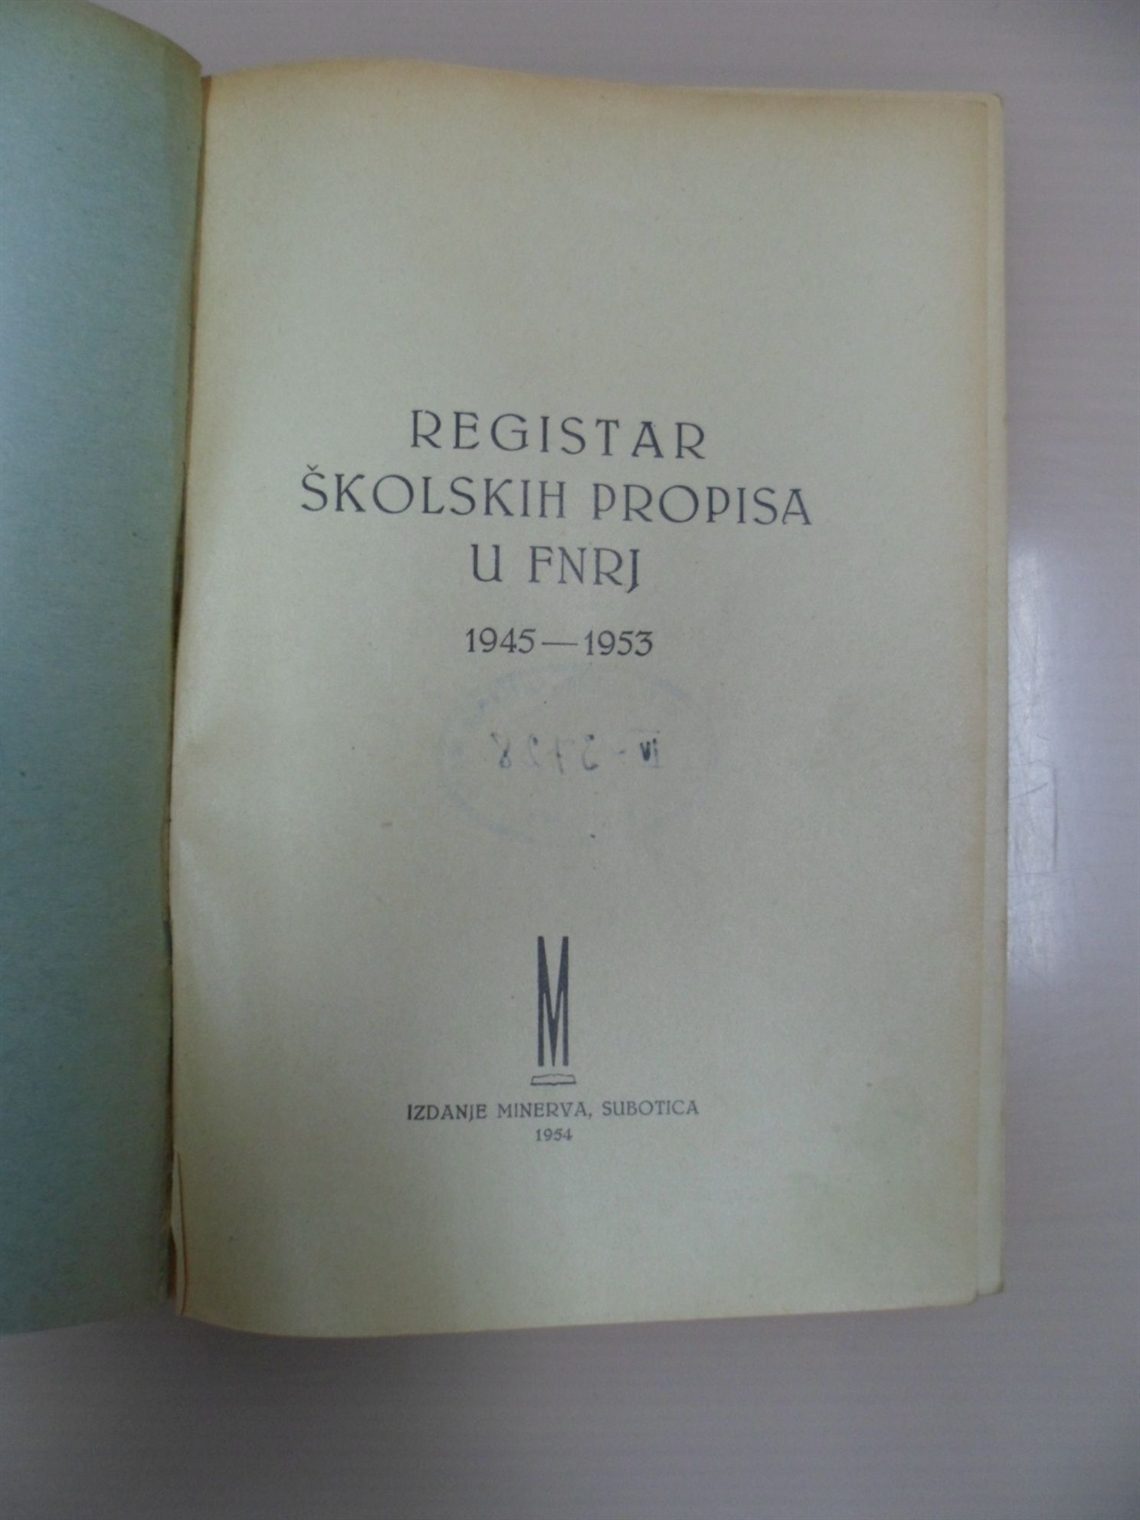 REGISTAR
ŠKOLSKIH PROPISA
U FNRJ
1945—1953
M
IZDANJE MINERVA, SUBOTICA
1954